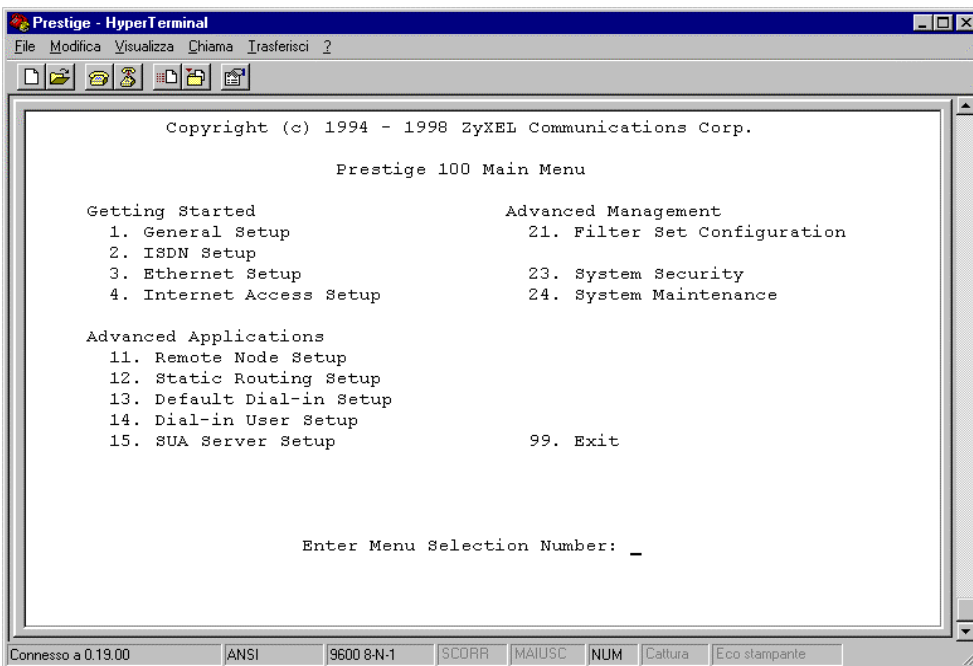 Prestige - HyperTerminal
File Modifica Visualizza Chiama Trasferisci ?
Copyright (c) 1994 - 1998 ZyXEL Communications Corp.
Prestige 100 Main Menu
Getting Started
1. General Setup
2. ISDN Setup
3. Ethernet Setup
4. Internet Access Setup
Advanced Applications
11. Remote Node Setup
12. Static Routing Setup
13. Default Dial-in Setup
14. Dial-in User Setup
15. SUA Server Setup
Advanced Management
21. Filter Set Configuration
23. System Security
24. System Maintenance
99. Exit
Enter Menu Selection Number: _
Connesso a 0.19.00 ANSI 9600 8-N-1 SCORR MAIUSC NUM Cattura Eco stampante